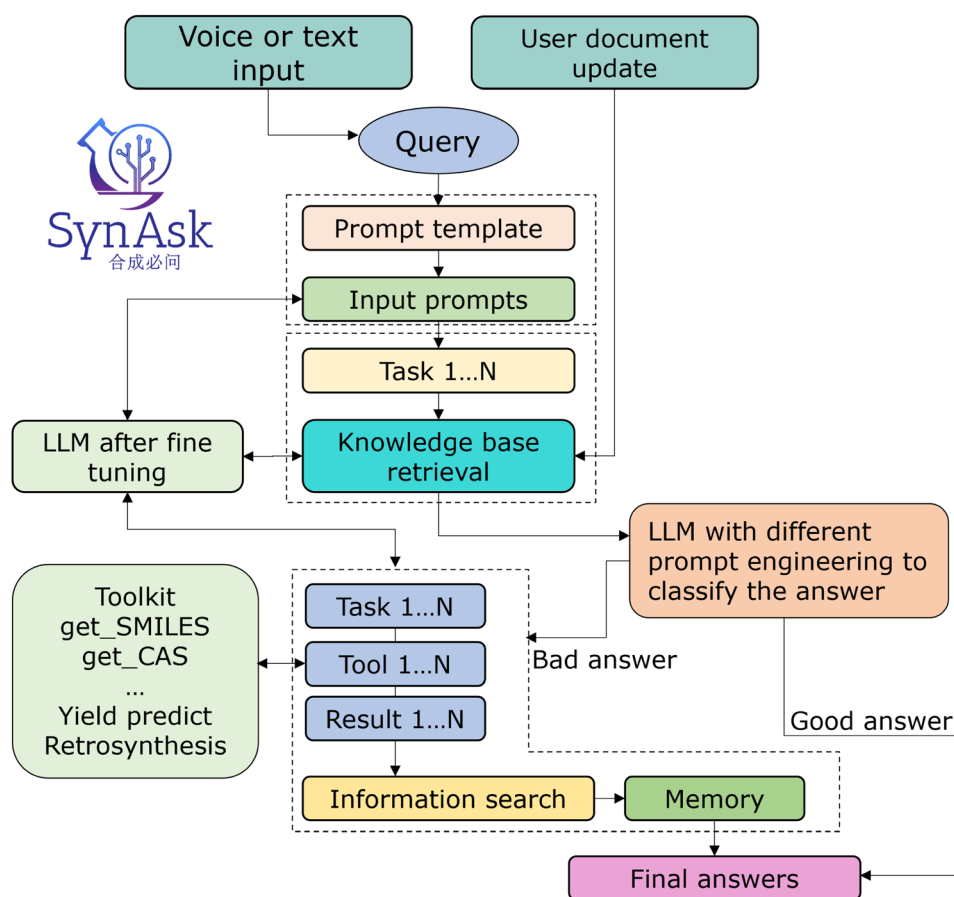 Voice or text
input
User document
update
Query
SynAsk
合成必问
Prompt template
Input prompts
Task 1...N
LLM after fine
tuning
Knowledge base
retrieval
LLM with different
prompt engineering to
classify the answer
Toolkit
get_SMILES
get_CAS
...
Yield predict
Retrosynthesis
Task 1...N
Tool 1...N
Result 1...N
Bad answer
Good answer
Information search
Memory
Final answers